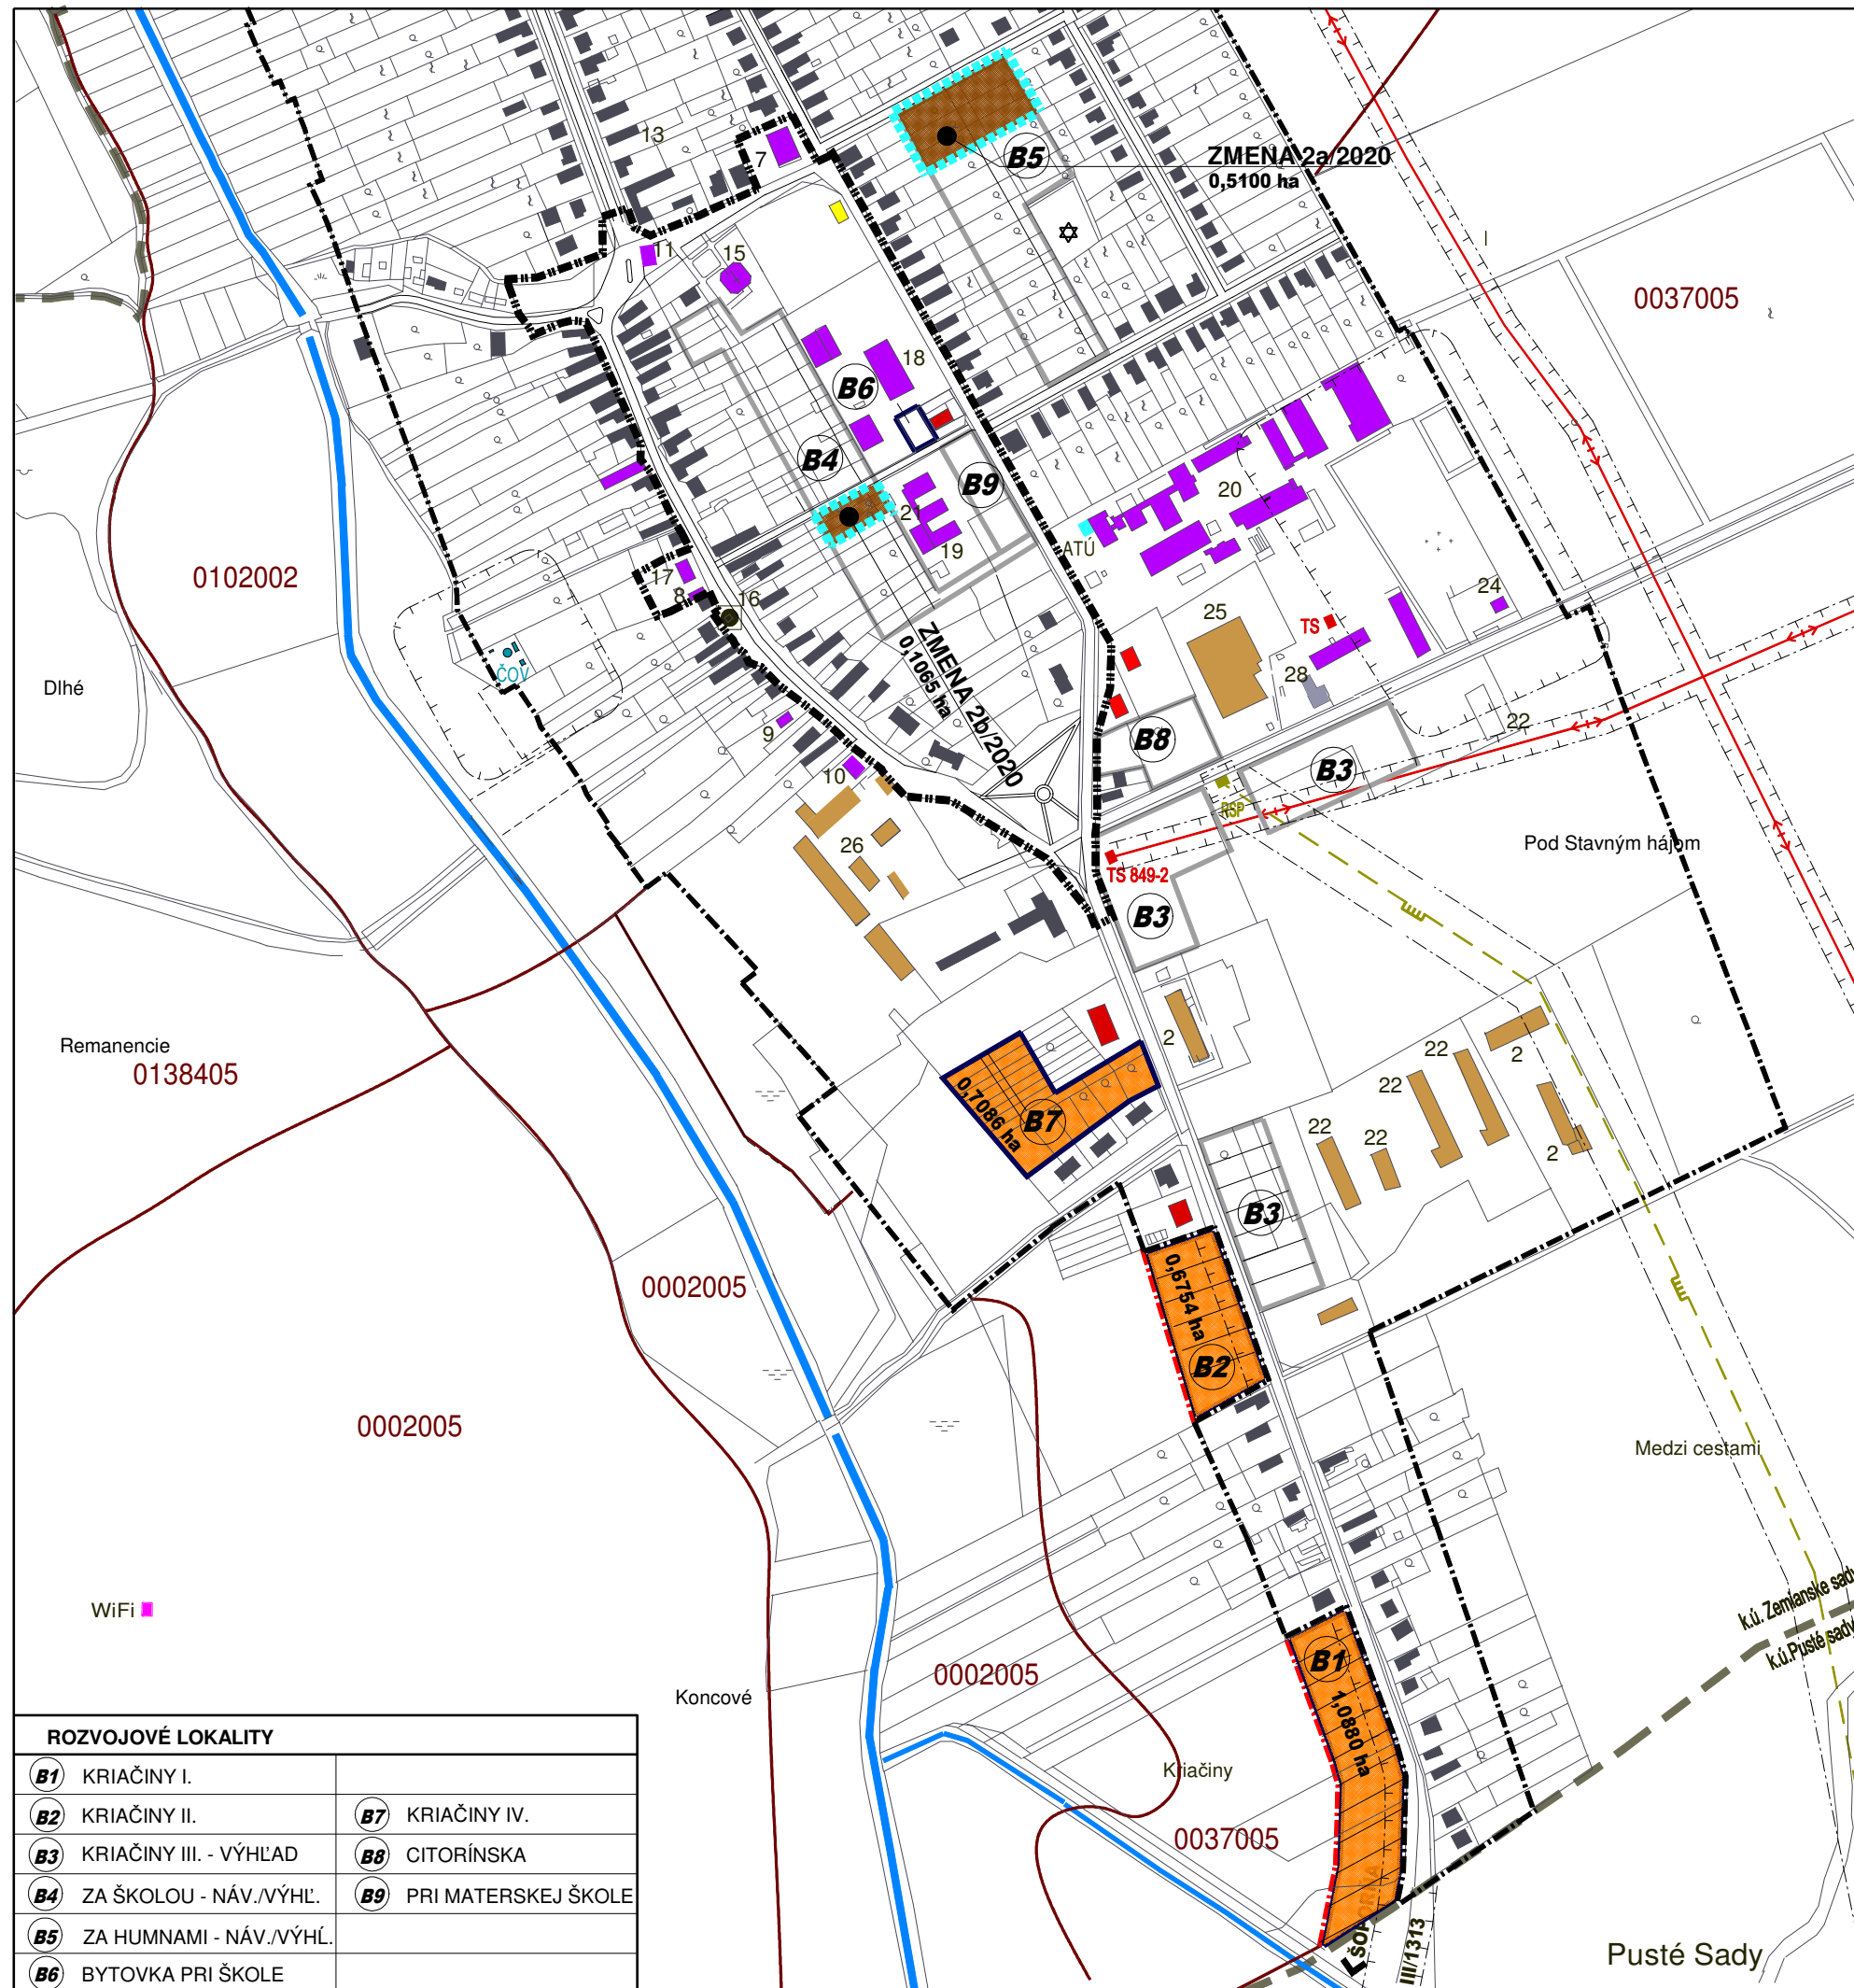 13
7
B5
ZMENA 2a/2020
0,5100 ha
11
15
0037005
18
B6
B4
B9
20
21
19
ATÚ
0102002
17
8
16
24
25
TS
ČOV
28
Dlhé
ZMENA 2b/2020
0,1065 ha
9
22
B8
10
B3
RSP
26
Pod Stavným hájom
TS 849-2
B3
2
Remanencie
0138405
22
2
22
0,7086 ha
B7
22
22
2
B3
0,6754 ha
0002005
B2
0002005
Medzi cestami
WiFi
k.ú. Zemianske sady
k.ú.Pusté sady
B1
0002005
Koncové
1,0880 ha
Kriačiny
0037005
ŠOPORŇA
III/1313
Pusté Sady
ROZVOJOVÉ LOKALITY
B1 KRIAČINY I.
B2 KRIAČINY II. B7 KRIAČINY IV.
B3 KRIAČINY III. - VÝHĽAD B8 CITORÍNSKA
B4 ZA ŠKOLOU - NÁV./VÝHĽ. B9 PRI MATERSKEJ ŠKOLE
B5 ZA HUMNAMI - NÁV./VÝHĹ.
B6 BYTOVKA PRI ŠKOLE